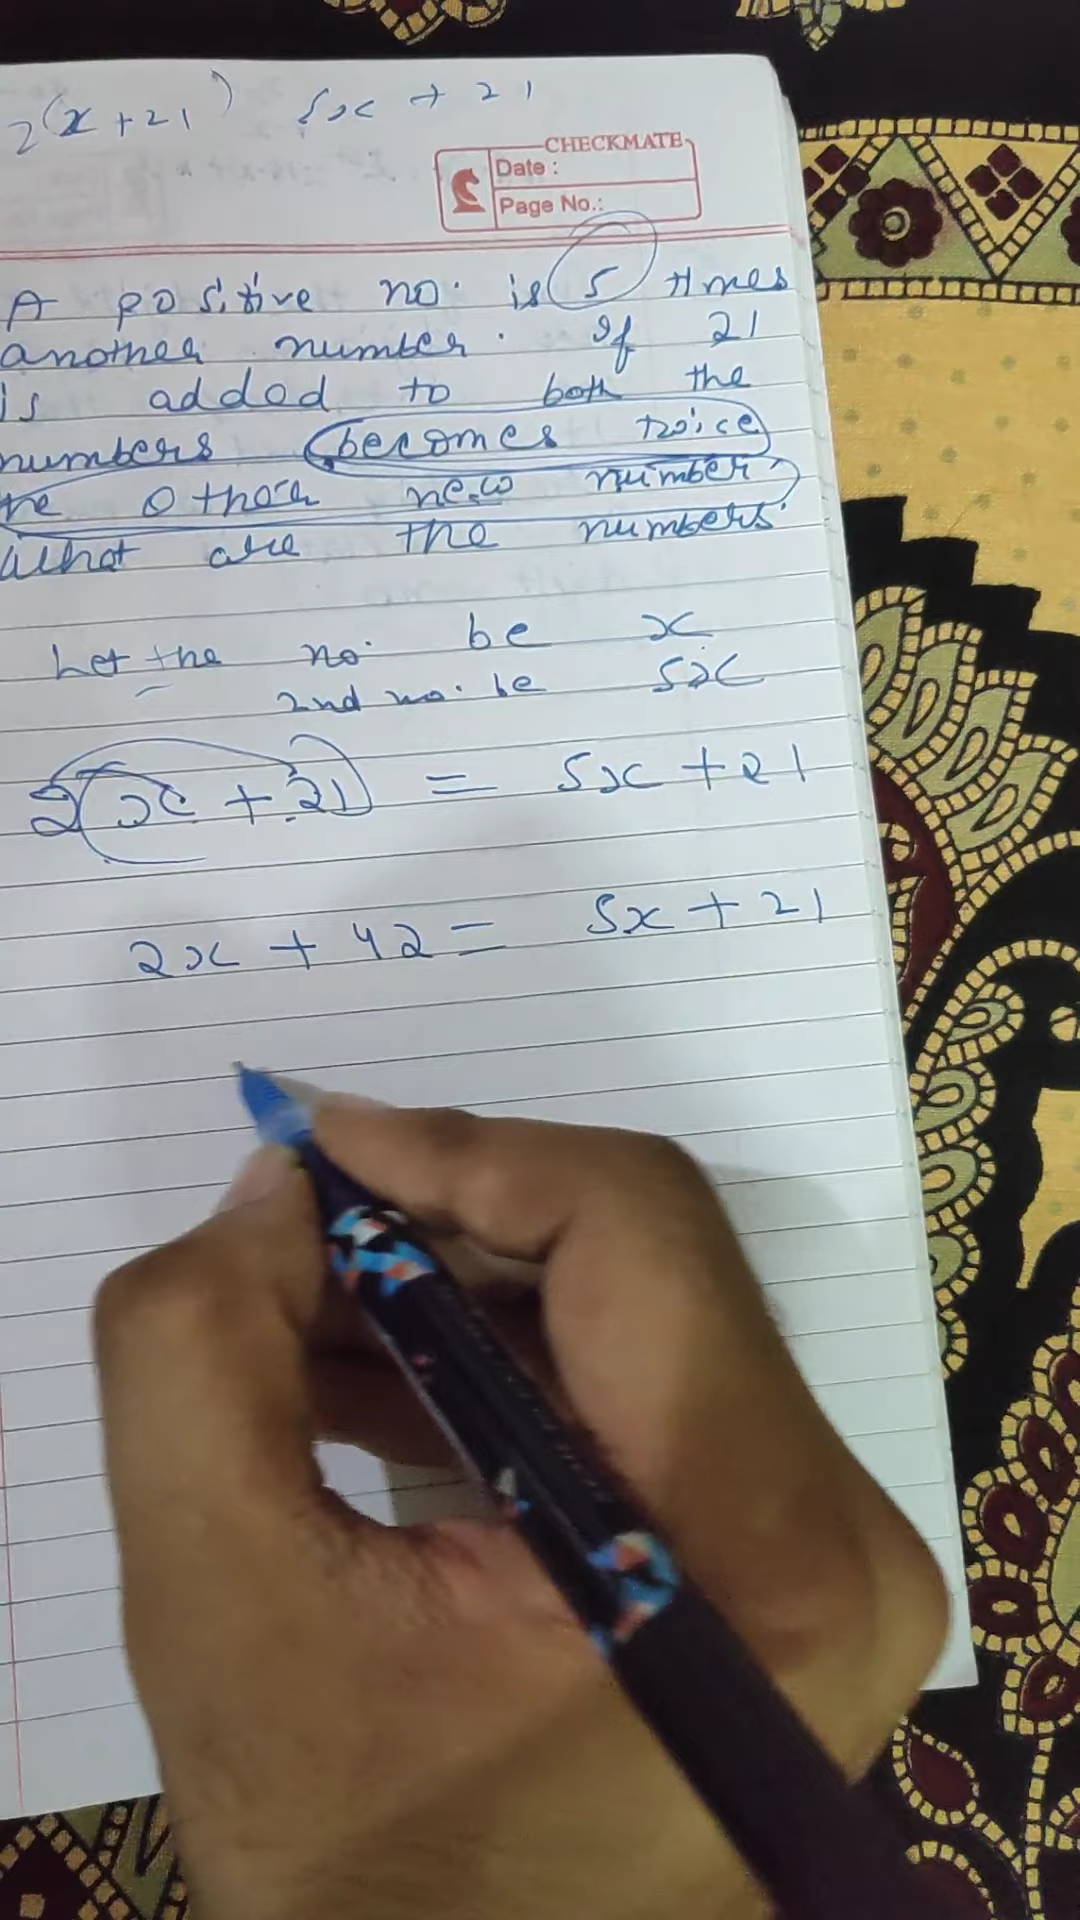 2(x+21) 5x + 21
CHECKMATE
Date :
Page No.:
A positive no. is 5 times
another number. If 21
is added to both the
numbers becomes twice
he other new number
What are the numbers.
Let the no. be x
2nd no. be 5x
2(x + 21) = 5x + 21
2x + 42 = 5x + 21